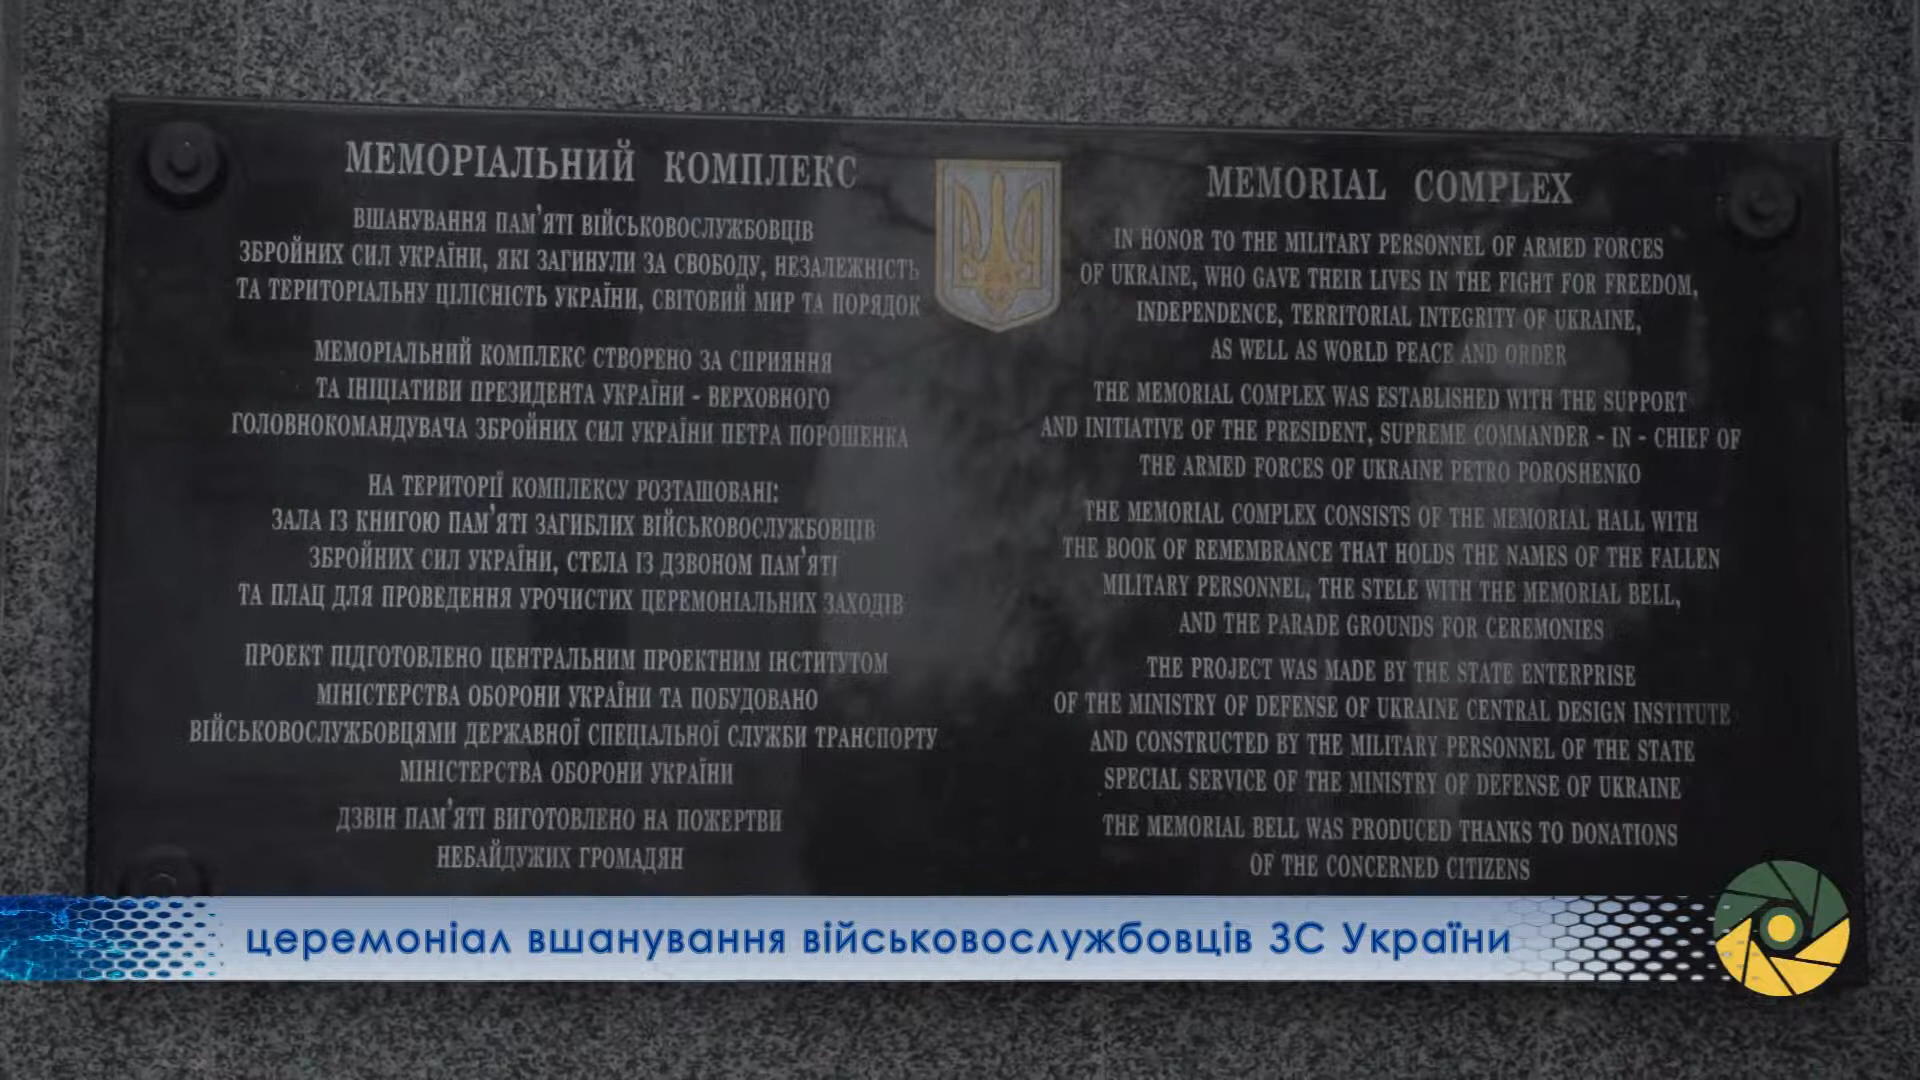 МЕМОРІАЛЬНИЙ КОМПЛЕКС
ВШАНУВАННЯ ПАМ'ЯТІ ВІЙСЬКОВОСЛУЖБОВЦІВ
ЗБРОЙНИХ СИЛ УКРАЇНИ, ЯКІ ЗАГИНУЛИ ЗА СВОБОДУ, НЕЗАЛЕЖНІСТЬ
ТА ТЕРИТОРІАЛЬНУ ЦІЛІСНІСТЬ УКРАЇНИ, СВІТОВИЙ МИР ТА ПОРЯДОК
МЕМОРІАЛЬНИЙ КОМПЛЕКС СТВОРЕНО ЗА СПРИЯННЯ
ТА ІНІЦІАТИВИ ПРЕЗИДЕНТА УКРАЇНИ - ВЕРХОВНОГО
ГОЛОВНОКОМАНДУВАЧА ЗБРОЙНИХ СИЛ УКРАЇНИ ПЕТРА ПОРОШЕНКА
НА ТЕРИТОРІЇ КОМПЛЕКСУ РОЗТАШОВАНІ:
ЗАЛА ІЗ КНИГОЮ ПАМ'ЯТІ ЗАГИБЛИХ ВІЙСЬКОВОСЛУЖБОВЦІВ
ЗБРОЙНИХ СИЛ УКРАЇНИ, СТЕЛА ІЗ ДЗВОНОМ ПАМ'ЯТІ
ТА ПЛАЦ ДЛЯ ПРОВЕДЕННЯ УРОЧИСТИХ ЦЕРЕМОНІАЛЬНИХ ЗАХОДІВ
ПРОЕКТ ПІДГОТОВЛЕНО ЦЕНТРАЛЬНИМ ПРОЕКТНИМ ІНСТИТУТОМ
МІНІСТЕРСТВА ОБОРОНИ УКРАЇНИ ТА ПОБУДОВАНО
ВІЙСЬКОВОСЛУЖБОВЦЯМИ ДЕРЖАВНОЇ СПЕЦІАЛЬНОЇ СЛУЖБИ ТРАНСПОРТУ
МІНІСТЕРСТВА ОБОРОНИ УКРАЇНИ
ДЗВІН ПАМ'ЯТІ ВИГОТОВЛЕНО НА ПОЖЕРТВИ
НЕБАЙДУЖИХ ГРОМАДЯН
MEMORIAL COMPLEX
IN HONOR TO THE MILITARY PERSONNEL OF ARMED FORCES
OF UKRAINE, WHO GAVE THEIR LIVES IN THE FIGHT FOR FREEDOM,
INDEPENDENCE, TERRITORIAL INTEGRITY OF UKRAINE,
AS WELL AS WORLD PEACE AND ORDER
THE MEMORIAL COMPLEX WAS ESTABLISHED WITH THE SUPPORT
AND INITIATIVE OF THE PRESIDENT, SUPREME COMMANDER - IN - CHIEF OF
THE ARMED FORCES OF UKRAINE PETRO POROSHENKO
THE MEMORIAL COMPLEX CONSISTS OF THE MEMORIAL HALL WITH
THE BOOK OF REMEMBRANCE THAT HOLDS THE NAMES OF THE FALLEN
MILITARY PERSONNEL, THE STELE WITH THE MEMORIAL BELL,
AND THE PARADE GROUNDS FOR CEREMONIES
THE PROJECT WAS MADE BY THE STATE ENTERPRISE
OF THE MINISTRY OF DEFENSE OF UKRAINE CENTRAL DESIGN INSTITUTE
AND CONSTRUCTED BY THE MILITARY PERSONNEL OF THE STATE
SPECIAL SERVICE OF THE MINISTRY OF DEFENSE OF UKRAINE
THE MEMORIAL BELL WAS PRODUCED THANKS TO DONATIONS
OF THE CONCERNED CITIZENS
церемоніал вшанування військовослужбовців ЗС України